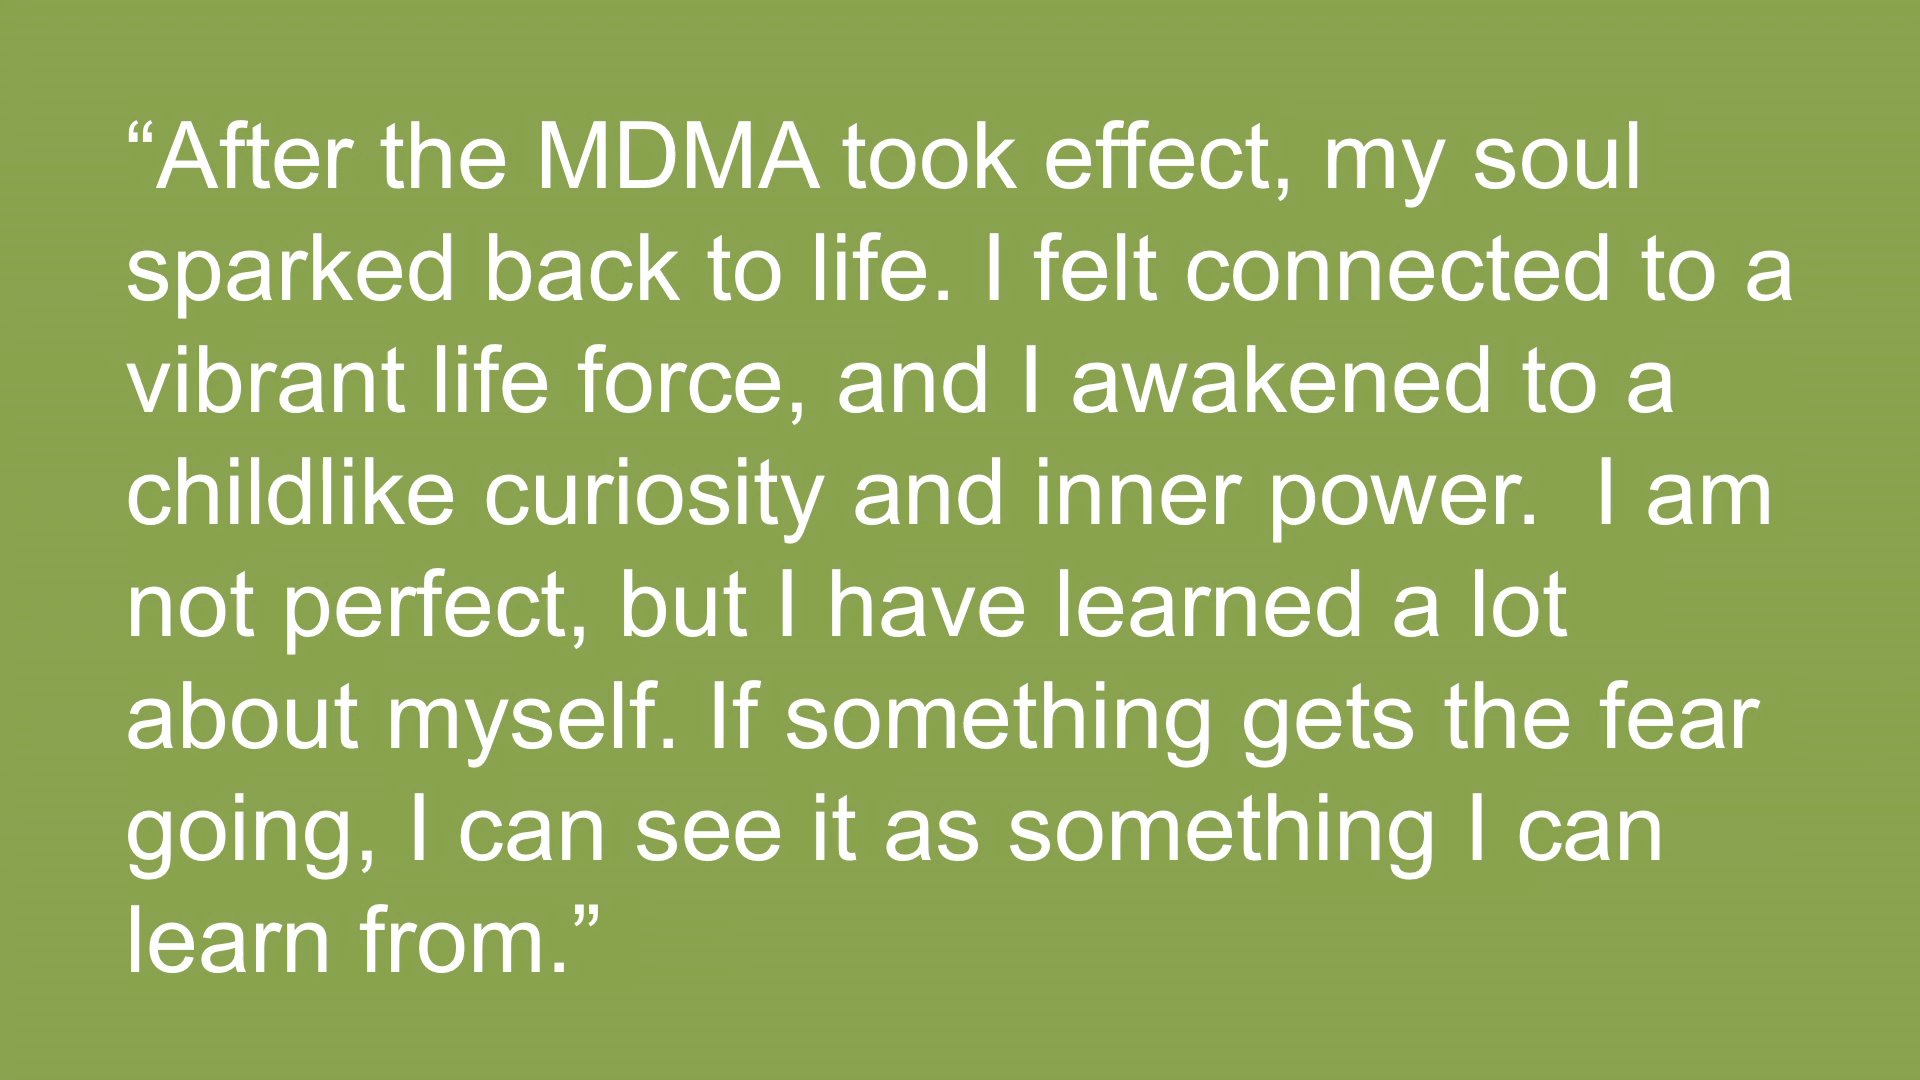 “After the MDMA took effect, my soul
sparked back to life. I felt connected to a
vibrant life force, and I awakened to a
childlike curiosity and inner power.  I am
not perfect, but I have learned a lot
about myself. If something gets the fear
going, I can see it as something I can
learn from.”